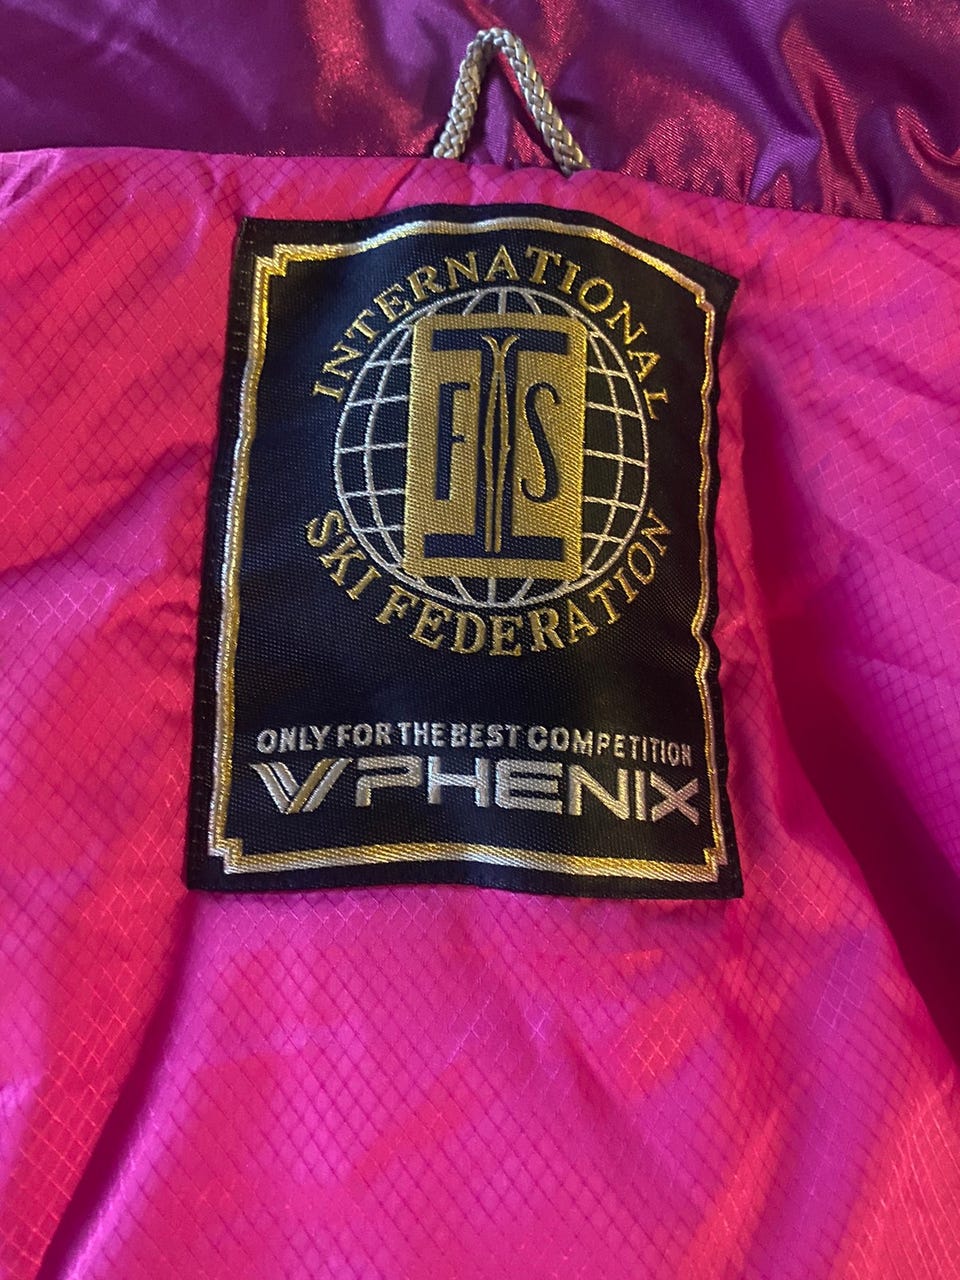 INTERNATIONAL
FIS
SKI FEDERATION
ONLY FOR THE BEST COMPETITION
PHENIX